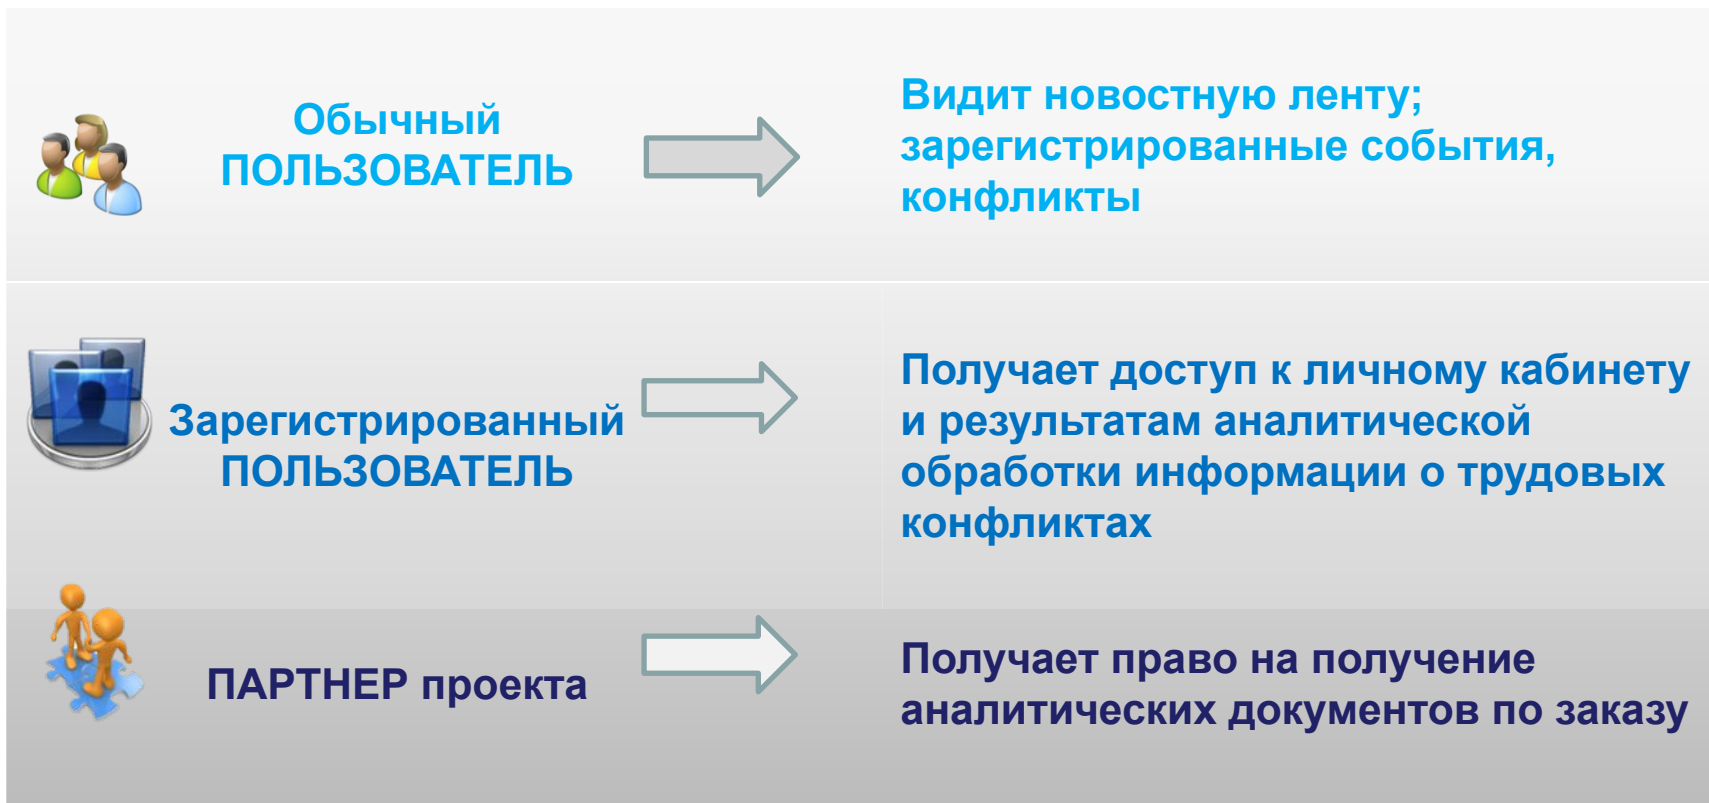 Обычный
ПОЛЬЗОВАТЕЛЬ
Видит новостную ленту;
зарегистрированные события,
конфликты
Зарегистрированный
ПОЛЬЗОВАТЕЛЬ
Получает доступ к личному кабинету
и результатам аналитической
обработки информации о трудовых
конфликтах
ПАРТНЕР проекта
Получает право на получение
аналитических документов по заказу